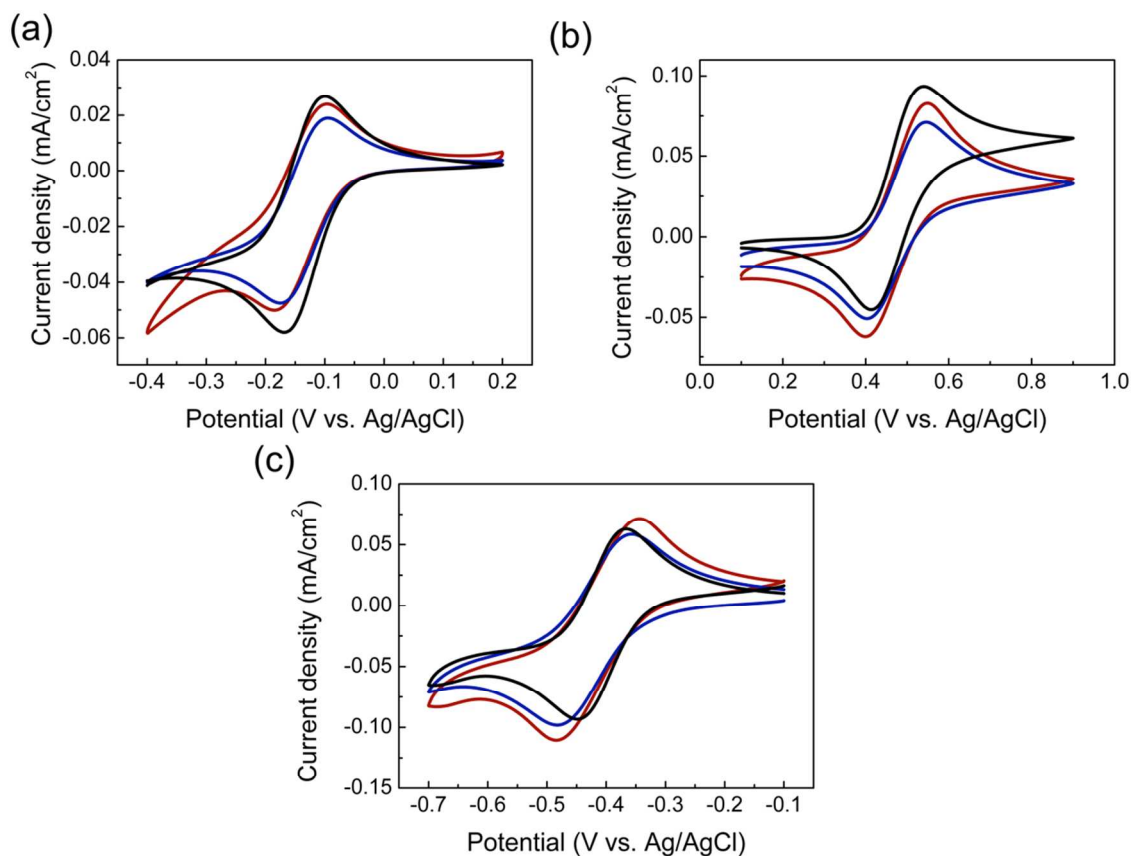 (a)
0.04
0.02
0.00
-0.02
-0.04
-0.06
Current density (mA/cm²)
-0.4 -0.3 -0.2 -0.1 0.0 0.1 0.2
Potential (V vs. Ag/AgCl)
(b)
0.10
0.05
0.00
-0.05
Current density (mA/cm²)
0.0 0.2 0.4 0.6 0.8 1.0
Potential (V vs. Ag/AgCl)
(c)
0.10
0.05
0.00
-0.05
-0.10
-0.15
Current density (mA/cm²)
-0.7 -0.6 -0.5 -0.4 -0.3 -0.2 -0.1
Potential (V vs. Ag/AgCl)